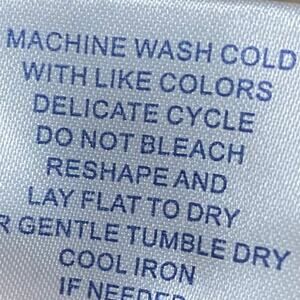 MACHINE WASH COLD
WITH LIKE COLORS
DELICATE CYCLE
DO NOT BLEACH
RESHAPE AND
LAY FLAT TO DRY
R GENTLE TUMBLE DRY
COOL IRON
IF NEEDED